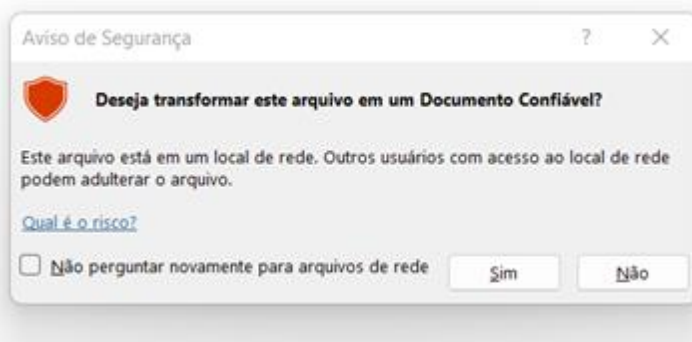 Aviso de Segurança
?
Deseja transformar este arquivo em um Documento Confiável?
Este arquivo está em um local de rede. Outros usuários com acesso ao local de rede
podem adulterar o arquivo.
Qual é o risco?
Não perguntar novamente para arquivos de rede
Sim
Não